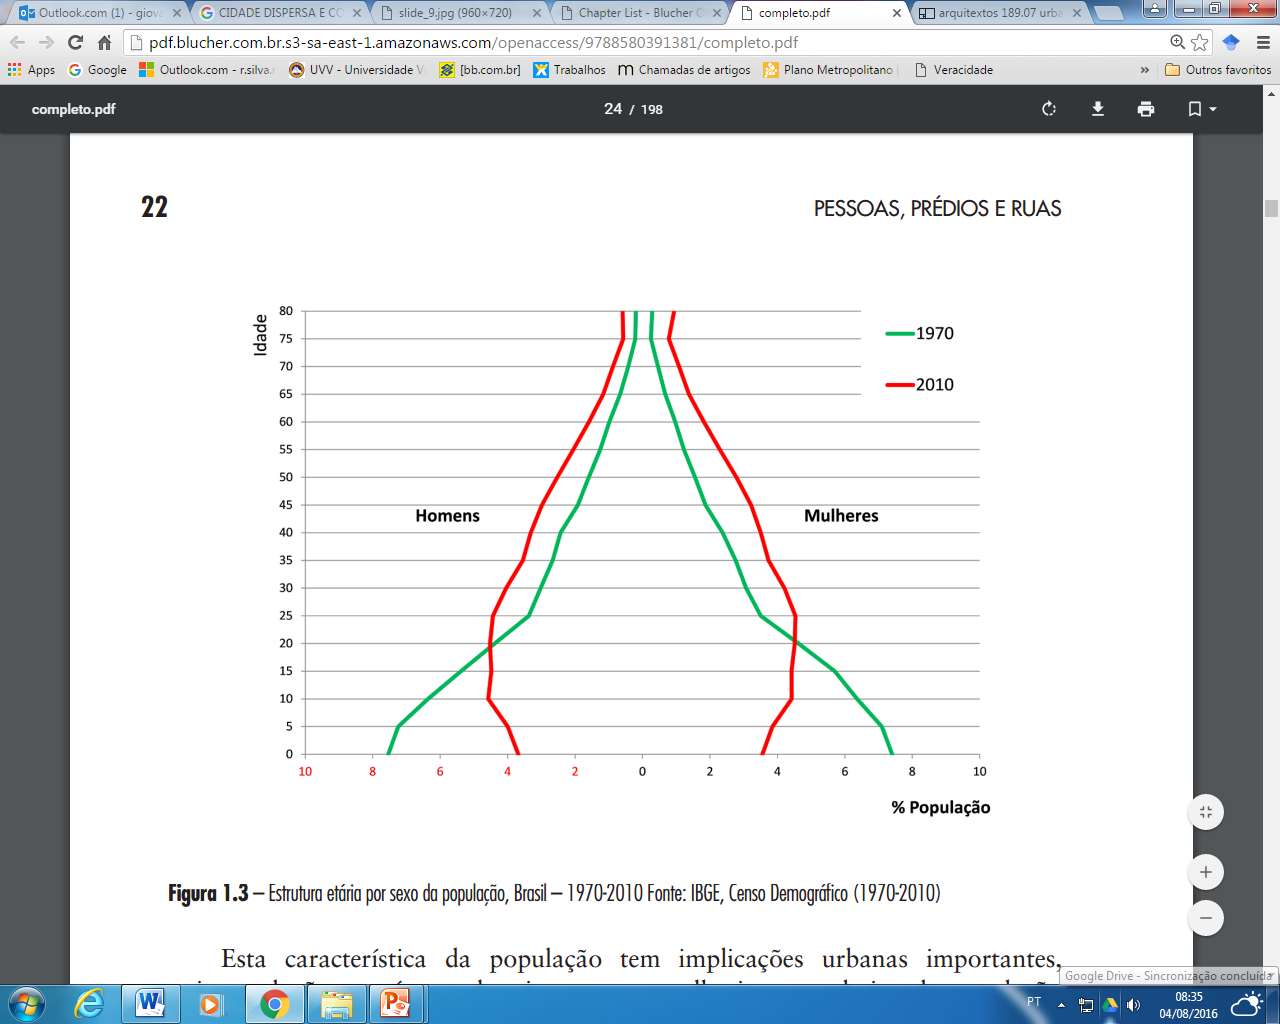 Outlook.com (1) - giova
CIDADE DISPERSA E CO
slide_9.jpg (960×720)
Chapter List - Blucher O
completo.pdf
arquitextos 189.07 urba
pdf.blucher.com.br.s3-sa-east-1.amazonaws.com/openaccess/9788580391381/completo.pdf
Apps
Google
Outlook.com - r.silva.r
UVV - Universidade V
[bb.com.br]
Trabalhos
Chamadas de artigos
Plano Metropolitano
Veracidade
»
Outros favoritos
completo.pdf
24 / 198
22
PESSOAS, PRÉDIOS E RUAS
Idade
80
75
70
65
60
55
50
45
40
35
30
25
20
15
10
5
0
1970
2010
Homens
Mulheres
10 8 6 4 2 0 2 4 6 8 10
% População
Figura 1.3 – Estrutura etária por sexo da população, Brasil – 1970-2010 Fonte: IBGE, Censo Demográfico (1970-2010)
Esta característica da população tem implicações urbanas importantes,
Google Drive - Sincronização concluída
PT
08:35
04/08/2016